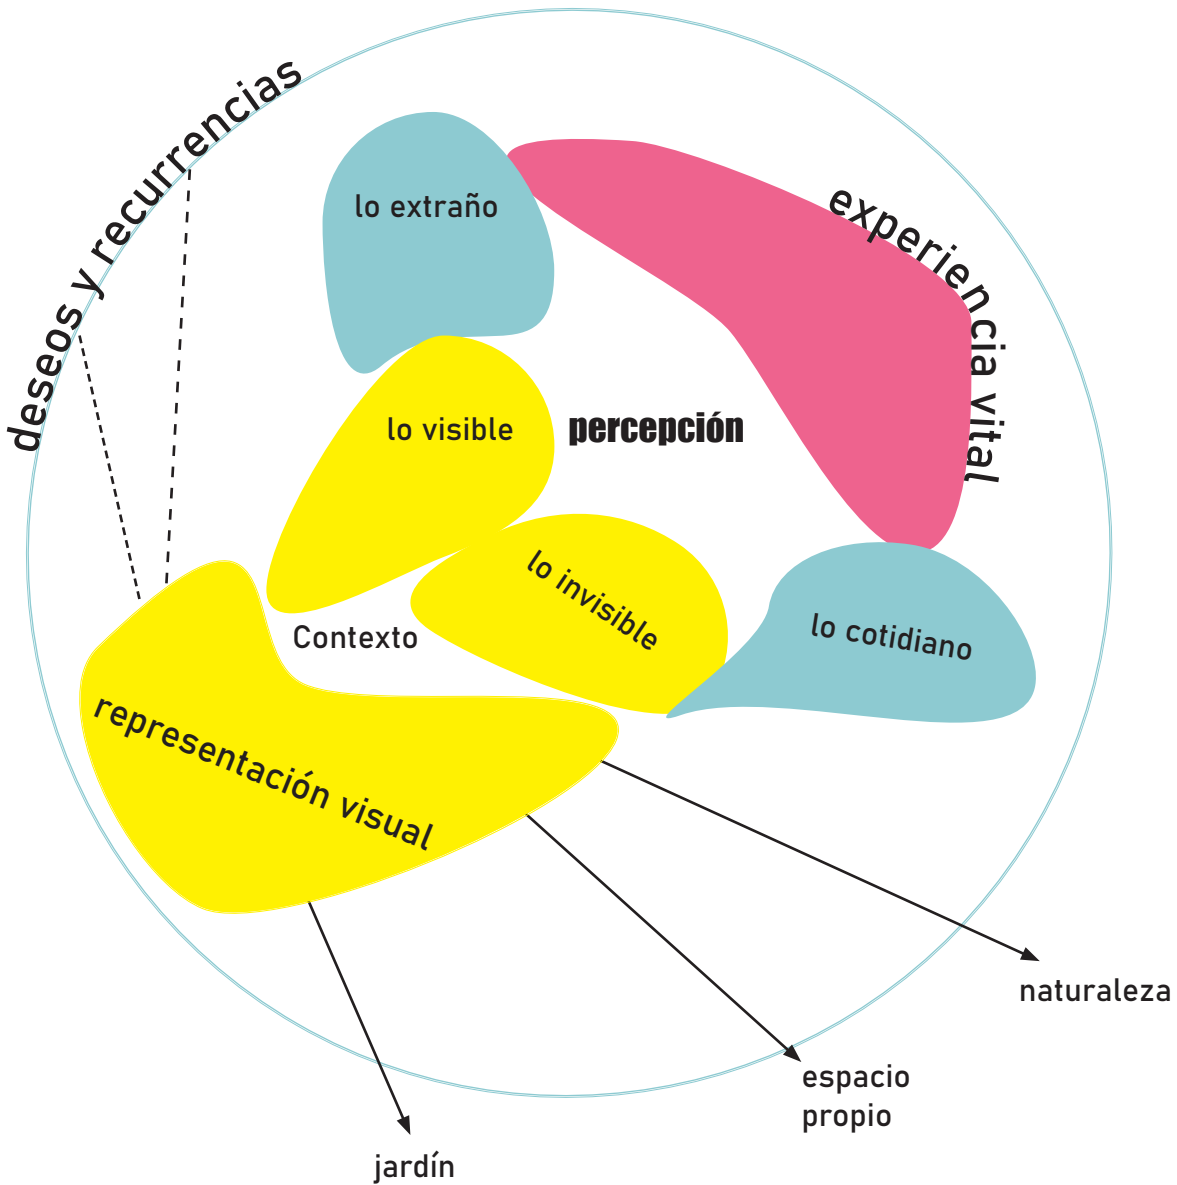 deseos y recurrencias
lo extraño
experiencia vital
lo visible
percepción
lo invisible
lo cotidiano
Contexto
representación visual
naturaleza
espacio
propio
jardín